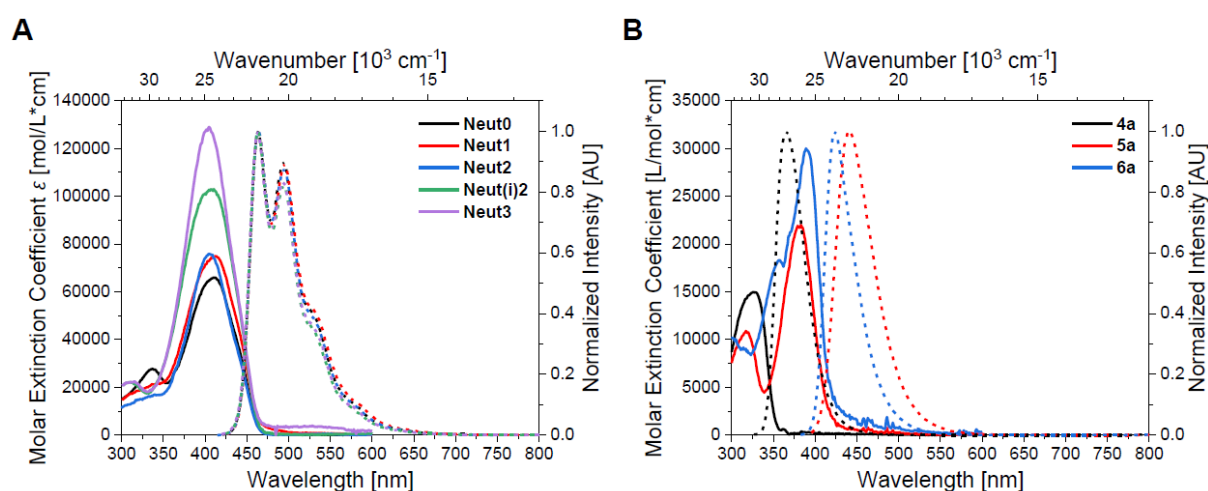 A
Wavenumber [10³ cm⁻¹]
30 25 20 15
Molar Extinction Coefficient ε [mol/L*cm]
140000
120000
100000
80000
60000
40000
20000
0
Neut0
Neut1
Neut2
Neut(i)2
Neut3
1.0
0.8
0.6
0.4
0.2
0.0
Normalized Intensity [AU]
300 350 400 450 500 550 600 650 700 750 800
Wavelength [nm]
B
Wavenumber [10³ cm⁻¹]
30 25 20 15
Molar Extinction Coefficient [L/mol*cm]
35000
30000
25000
20000
15000
10000
5000
0
4a
5a
6a
1.0
0.8
0.6
0.4
0.2
0.0
Normalized Intensity [AU]
300 350 400 450 500 550 600 650 700 750 800
Wavelength [nm]